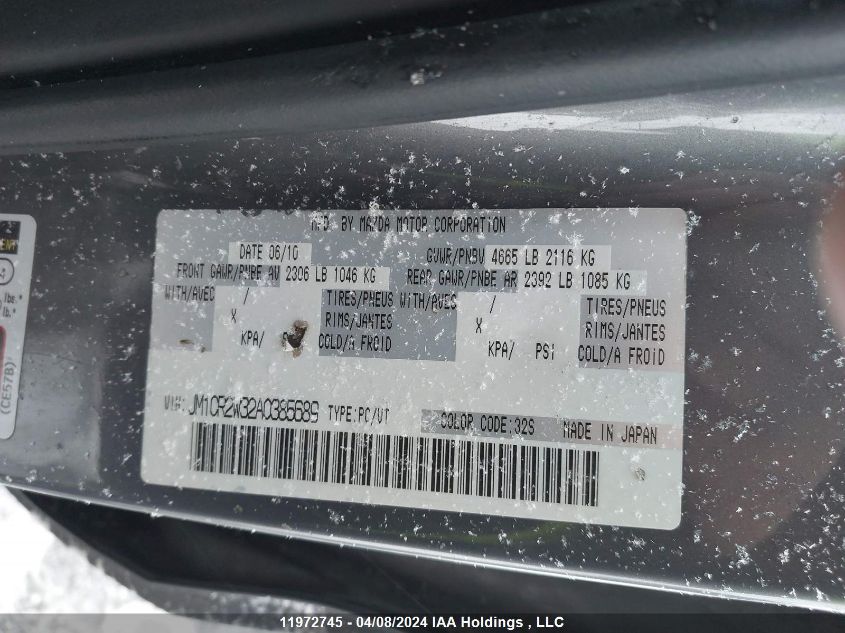 MFD. BY MAZDA MOTOR CORPORATION
DATE 06/10 GVWR/PNBV 4665 LB 2116 KG
FRONT GAWR/PNBE AV 2306 LB 1046 KG REAR GAWR/PNBE AR 2392 LB 1085 KG
WITH/AVEC / TIRES/PNEUS WITH/AVEC / TIRES/PNEUS
X RIMS/JANTES X RIMS/JANTES
KPA/ COLD/A FROID KPA/ PSI COLD/A FROID
VIN: JM1CR2W32A0385689 TYPE:PC/VT COLOR CODE:32S MADE IN JAPAN
lbs.*
lb.*
(CE57B)
11972745 - 04/08/2024 IAA Holdings , LLC